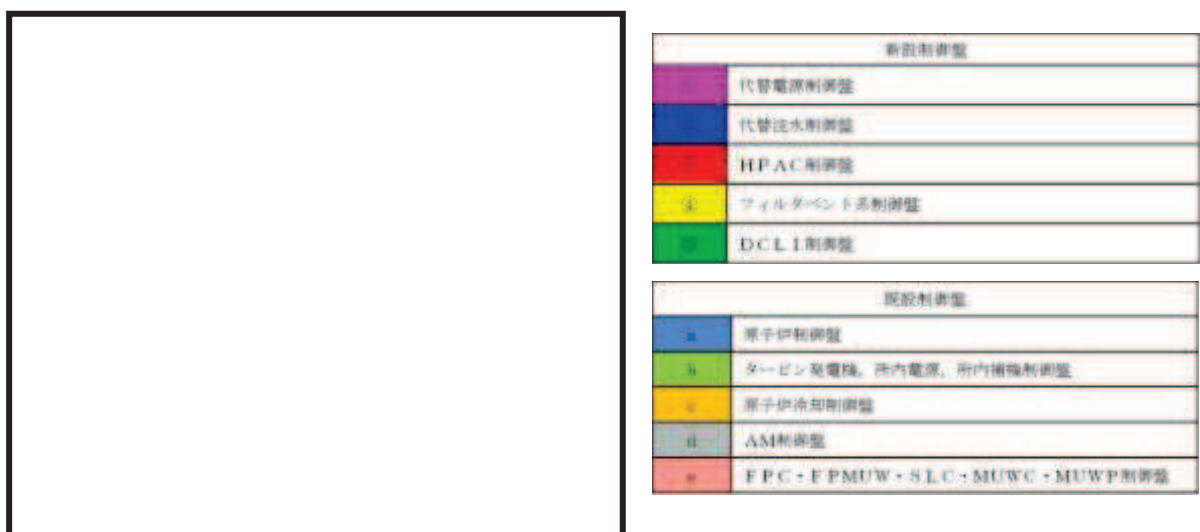 新設制御盤
代替電源制御盤
代替注水制御盤
HPAC制御盤
④ フィルタベント系制御盤
DCLI制御盤
既設制御盤
a 原子炉制御盤
b タービン発電機，所内電源，所内補機制御盤
c 原子炉冷却制御盤
d AM制御盤
e FPC・FPMUW・SLC・MUWC・MUWP制御盤